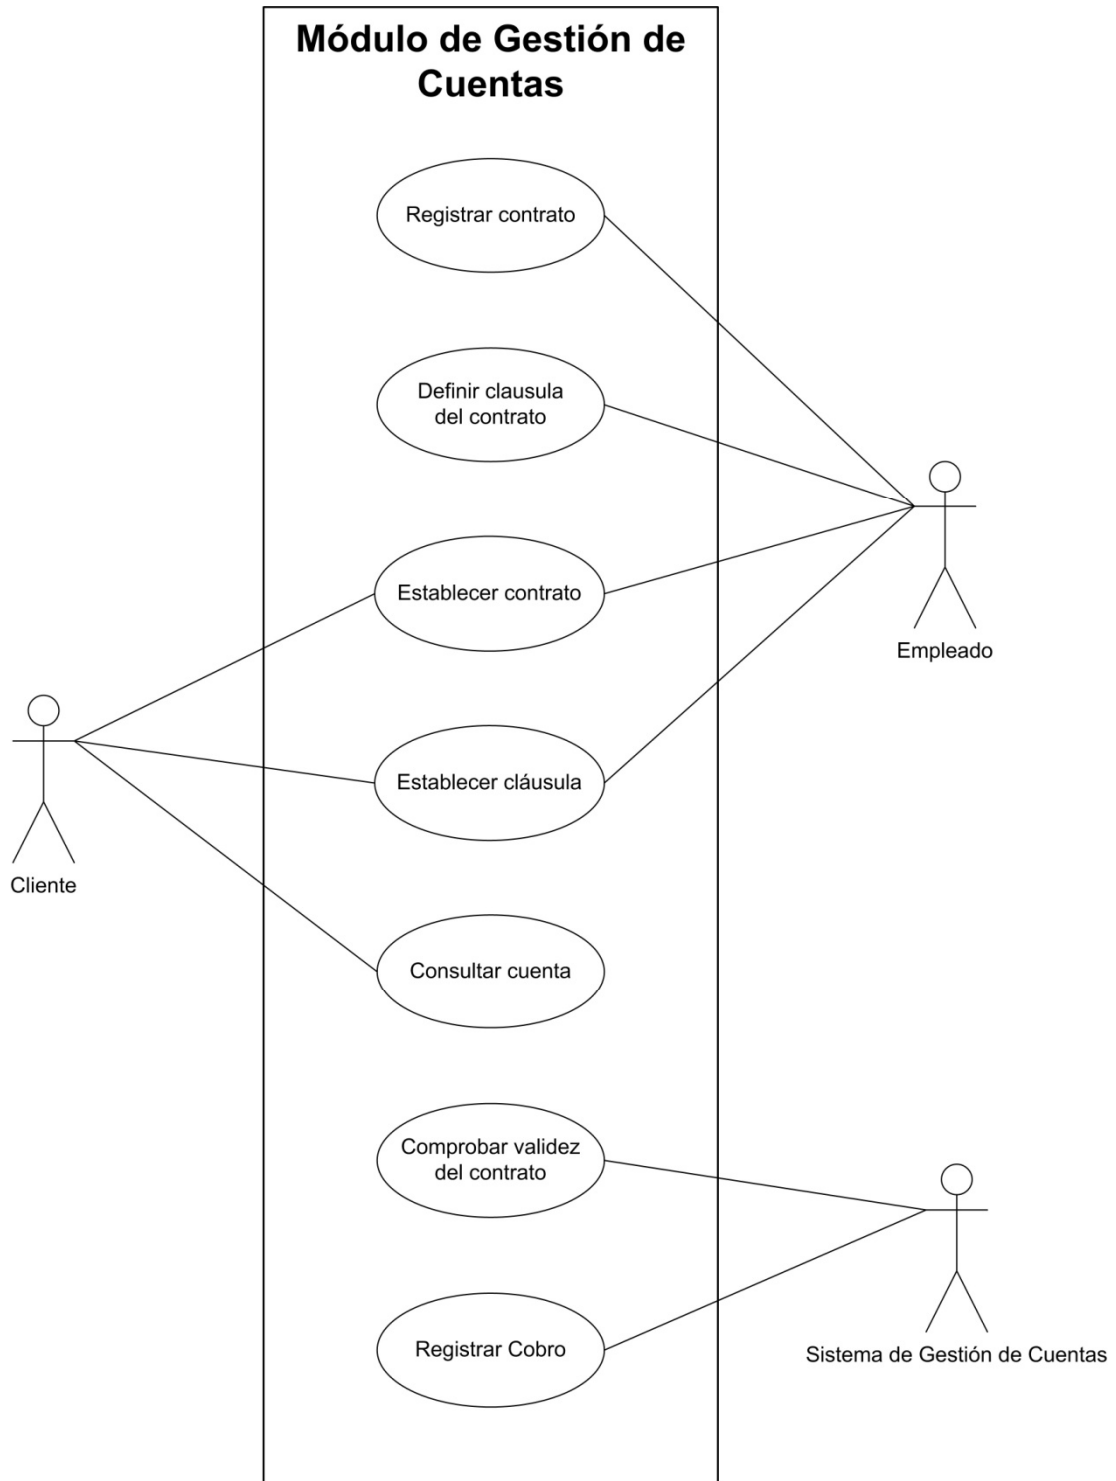 Módulo de Gestión de
Cuentas
Registrar contrato
Definir clausula
del contrato
Establecer contrato
Empleado
Establecer cláusula
Cliente
Consultar cuenta
Comprobar validez
del contrato
Registrar Cobro
Sistema de Gestión de Cuentas